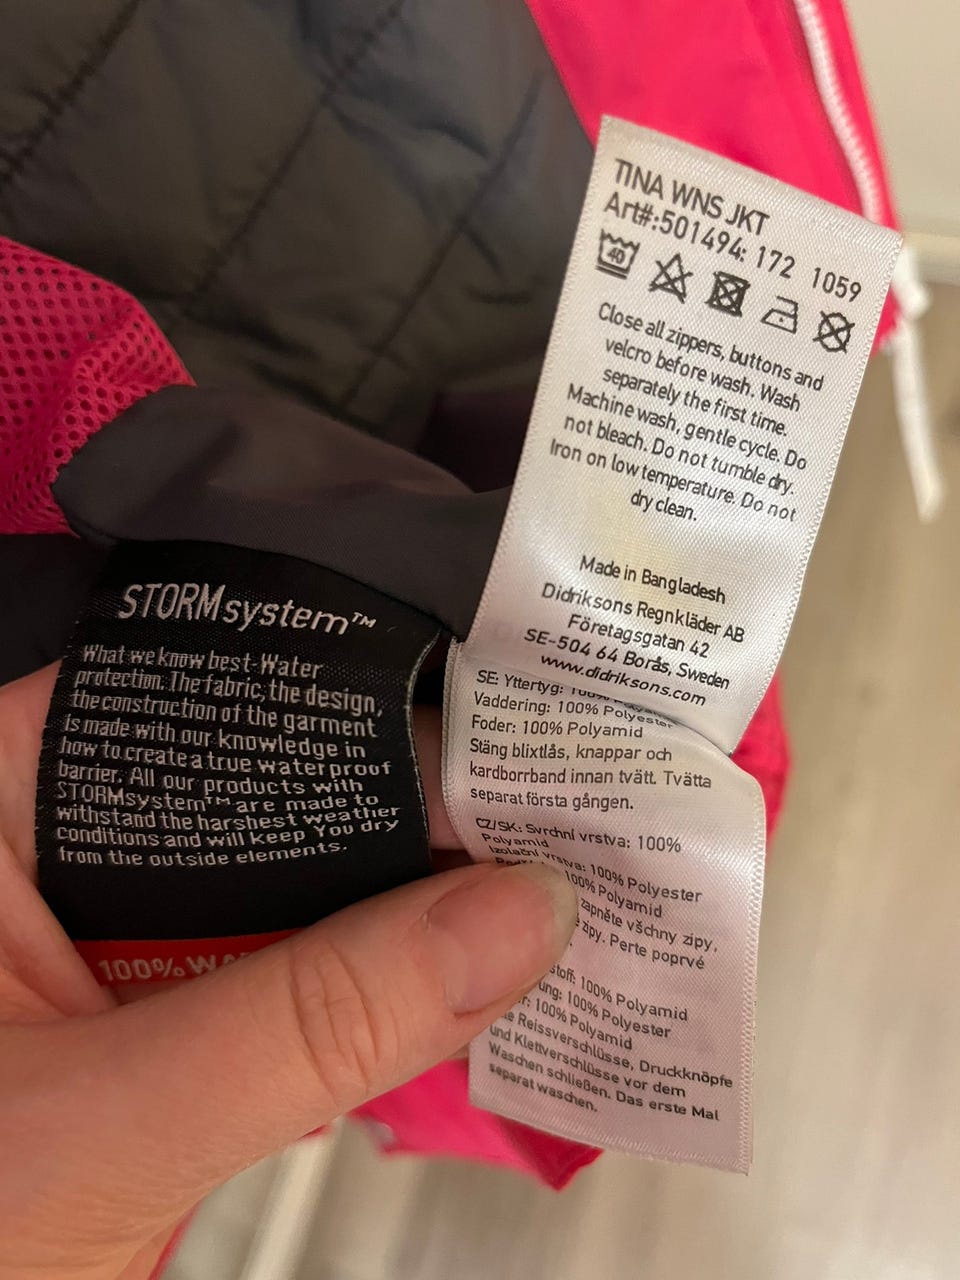 TINA WNS JKT
Art#:501494: 172 1059
40
Close all zippers, buttons and
velcro before wash. Wash
separately the first time.
Machine wash, gentle cycle. Do
not bleach. Do not tumble dry.
Iron on low temperature. Do not
dry clean.
Made in Bangladesh
Didriksons Regnkläder AB
Företagsgatan 42
SE-504 64 Borås, Sweden
www.didriksons.com
SE: Yttertyg: 100%
Vaddering: 100% Polyester
Foder: 100% Polyamid
Stäng blixtlås, knappar och
kardborrband innan tvätt. Tvätta
separat första gången.
CZ/SK: Svrchní vrstva: 100%
Polyamid
Izolační vrstva: 100% Polyester
100% Polyamid
zapněte všchny zipy,
zipy. Perte poprvé
100% Polyamid
100% Polyester
100% Polyamid
Reissverschlüsse, Druckknöpfe
und Klettverschlüsse vor dem
Waschen schließen. Das erste Mal
separat waschen.
STORMsystem™
What we know best-Water
protection. The fabric, the design,
the construction of the garment
is made with our knowledge in
how to create a true waterproof
barrier. All our products with
STORMsystem™ are made to
withstand the harshest weather
conditions and will keep You dry
from the outside elements.
100%